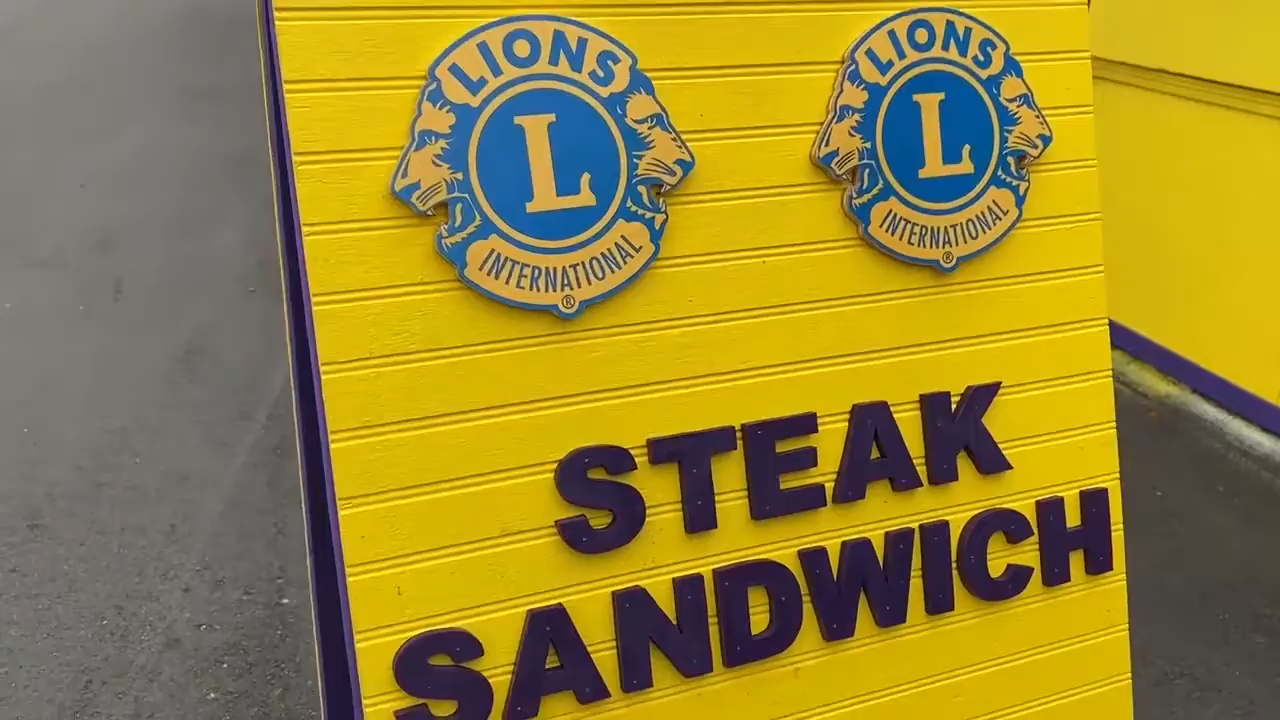 LIONS
L
INTERNATIONAL
®
LIONS
L
INTERNATIONAL
®
STEAK
SANDWICH